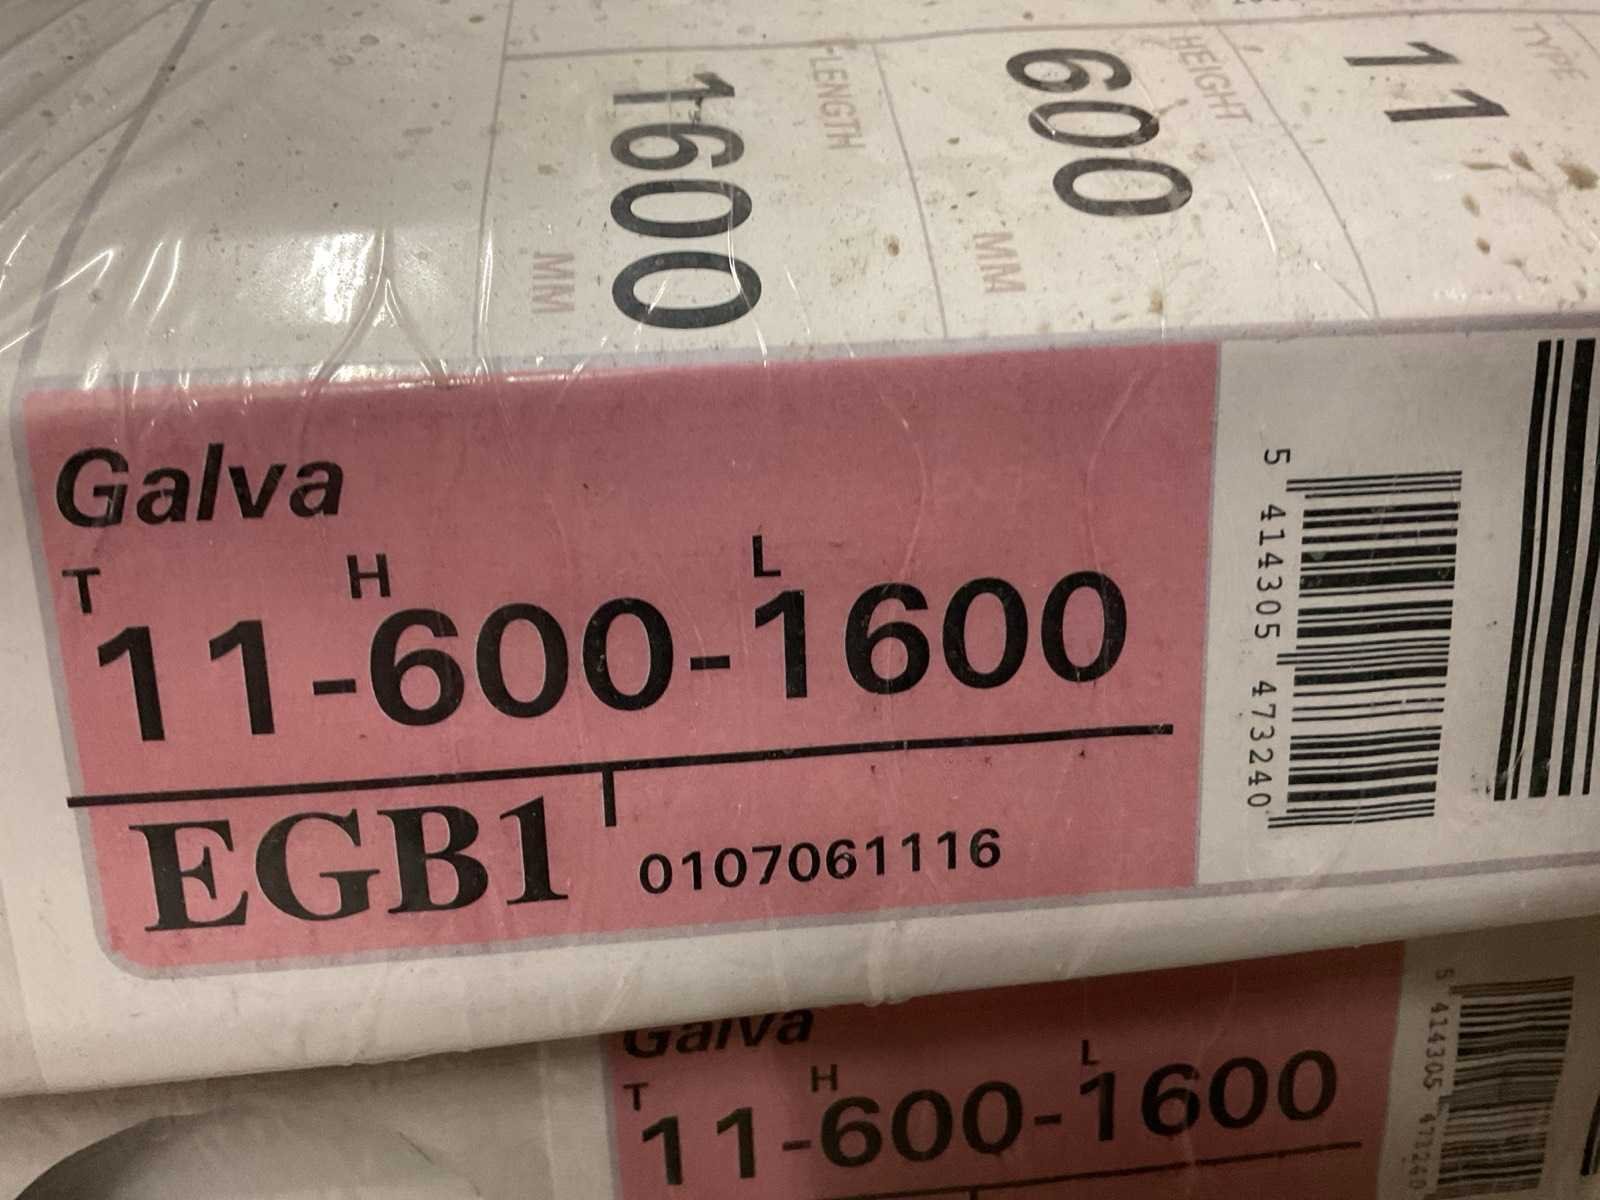 TYPE
11
HEIGHT
600
MM
LENGTH
1600
MM
Galva
T H L
11-600-1600
EGB1
0107061116
5 414305 473240
Galva
T H L
11-600-1600
5 414305 473240